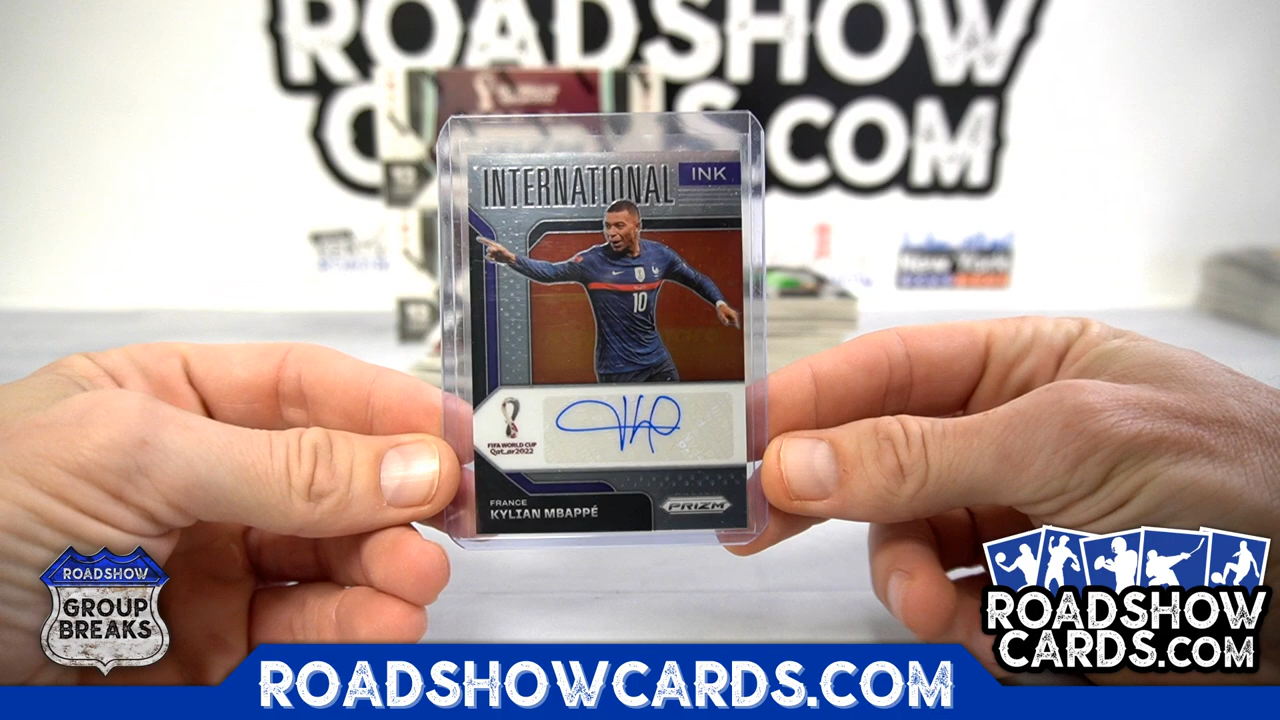 ROADSHOW
CARDS.COM
INTERNATIONAL
INK
10
FIFA WORLD CUP
Qat_ar2022
FRANCE
KYLIAN MBAPPÉ
PRIZM
ROADSHOW
GROUP
BREAKS
ROADSHOW
CARDS.COM
ROADSHOWCARDS.COM